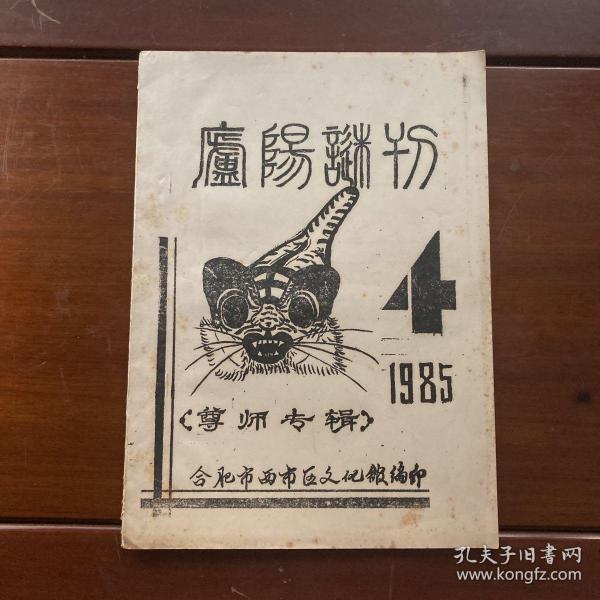 廬陽謎刊
4
1985
《尊师专辑》
合肥市西市区文化馆编印
孔夫子旧书网
www.kongfz.com